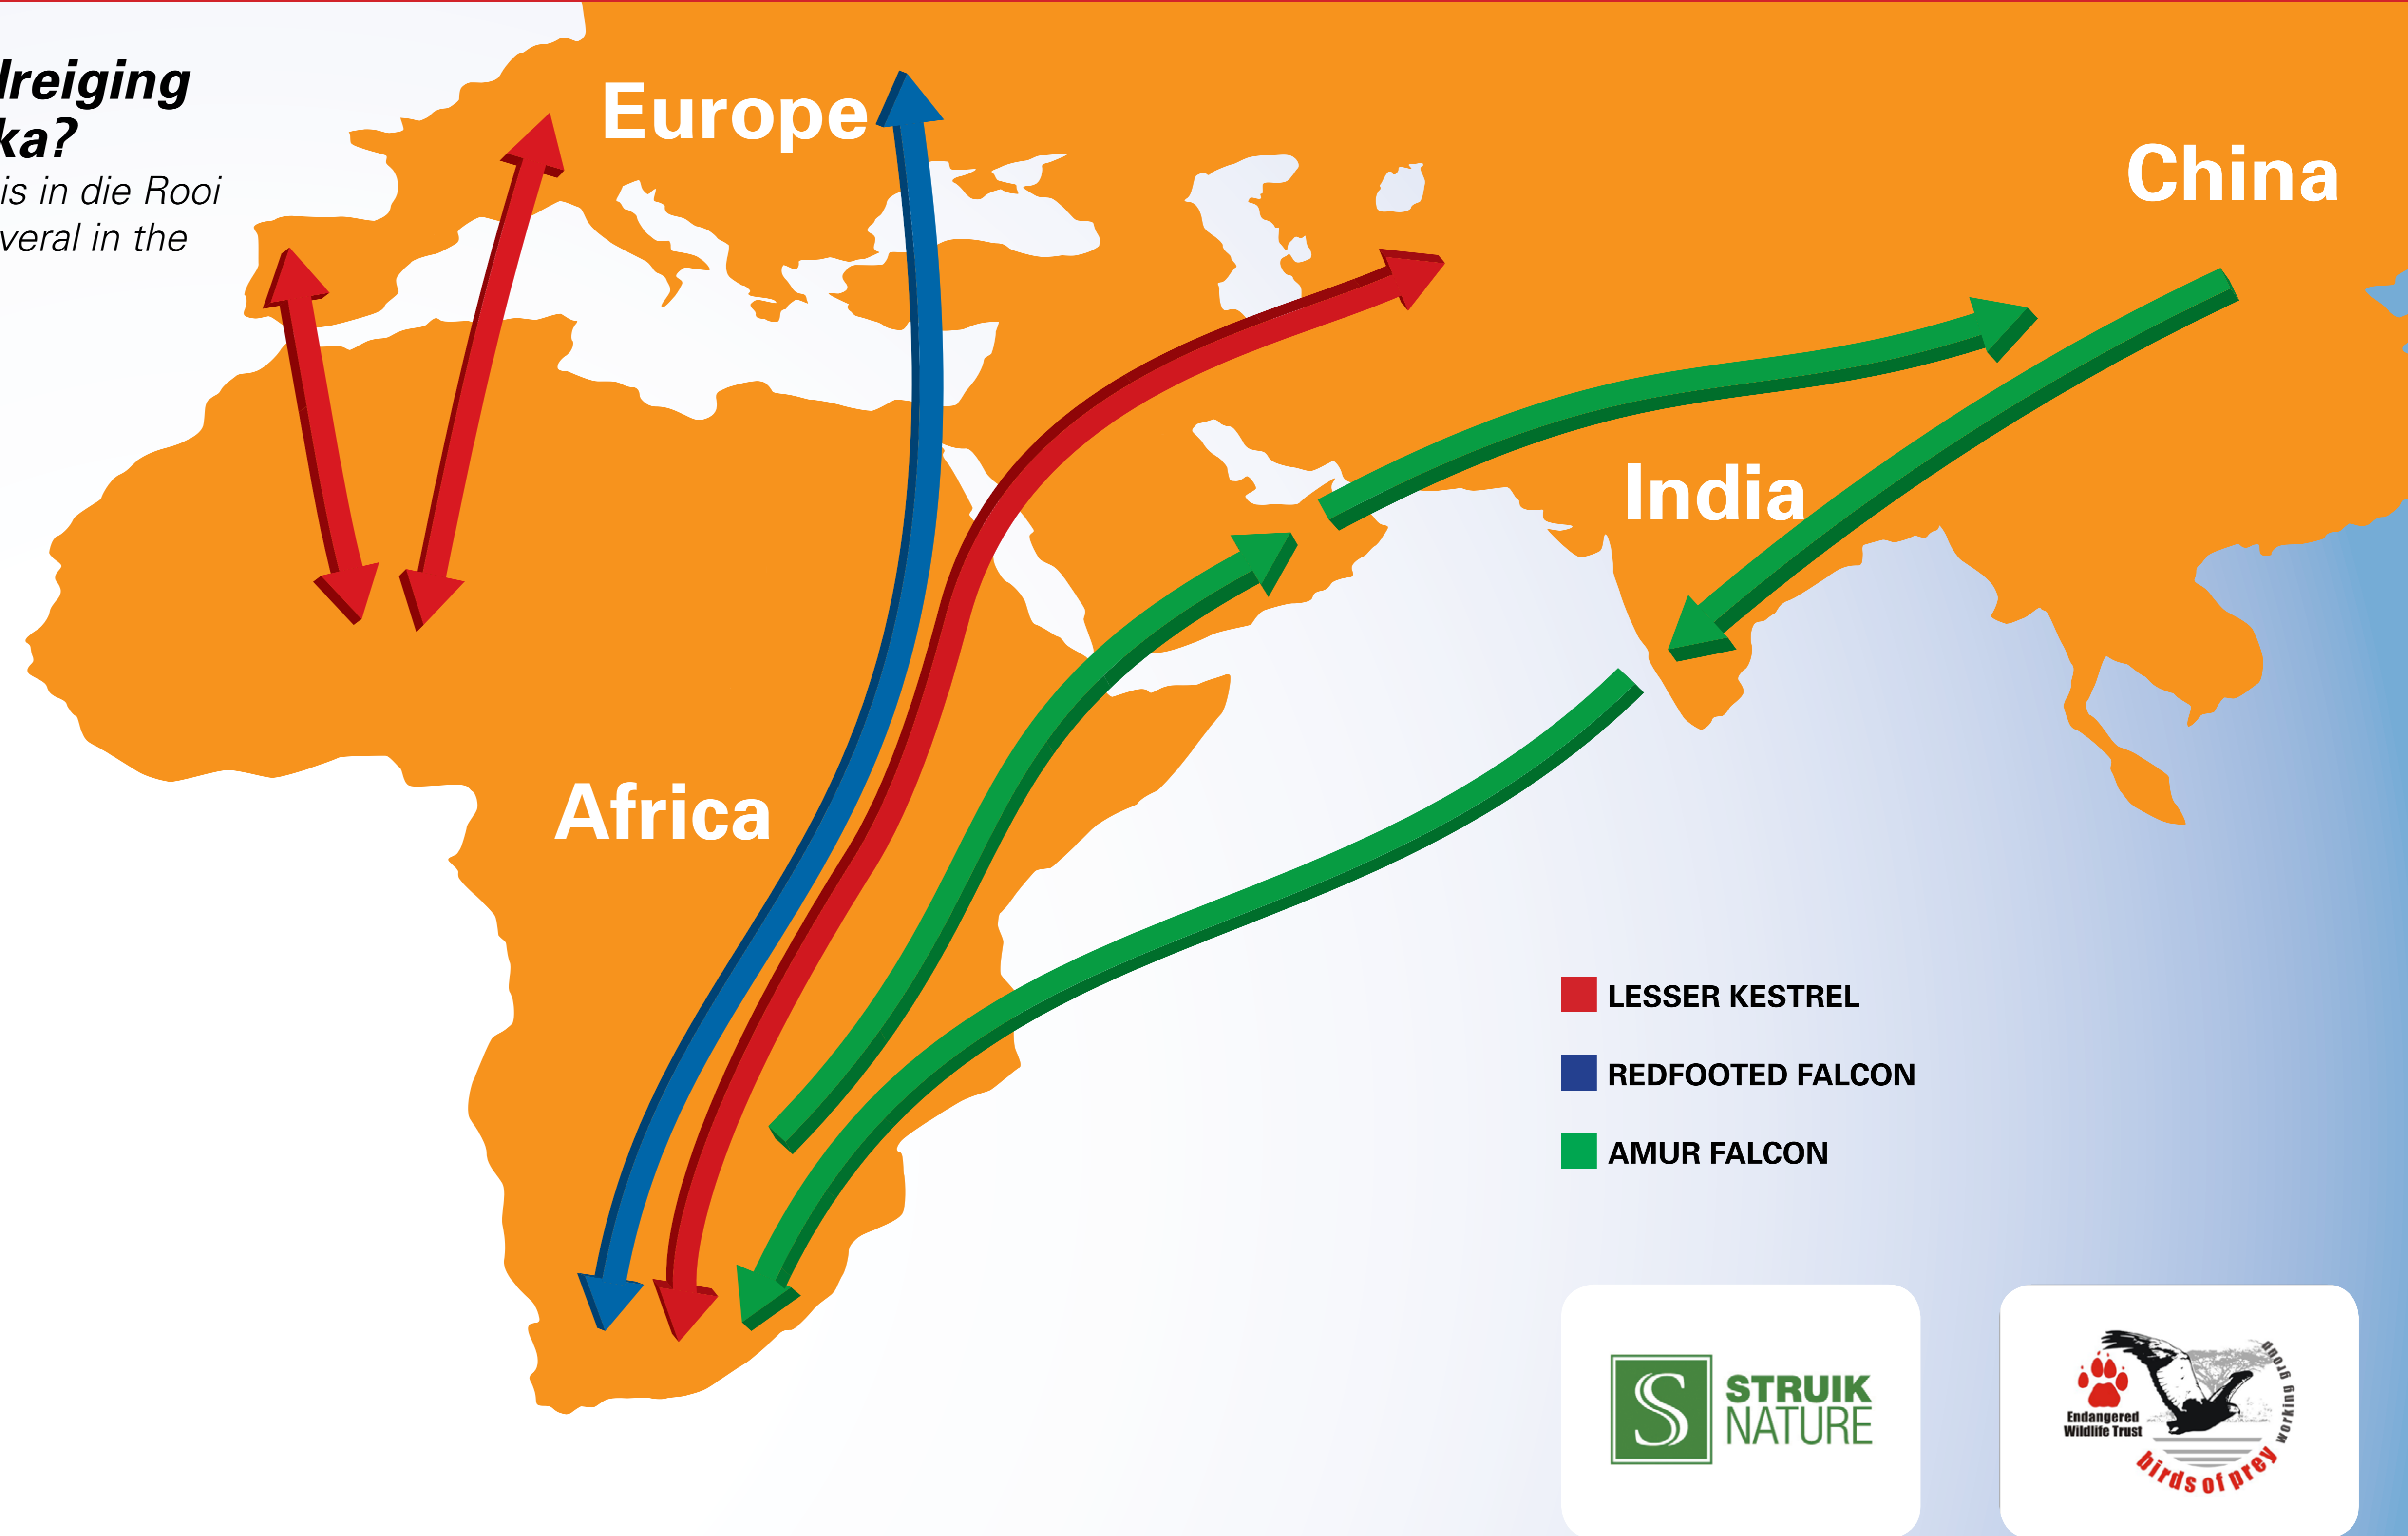 dreiging
ka?
is in die Rooi
veral in the
Europe
China
India
Africa
LESSER KESTREL
REDFOOTED FALCON
AMUR FALCON
S
STRUIK
NATURE
Endangered
Wildlife Trust
birds of prey
working group